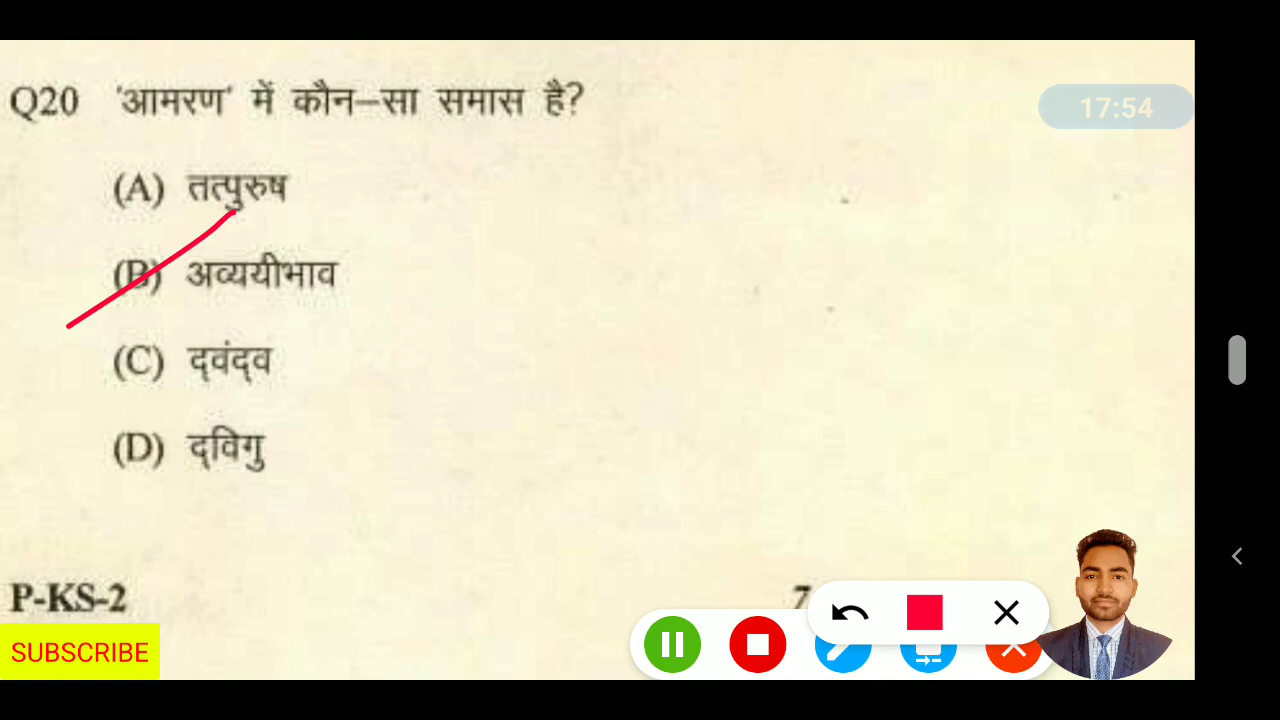 Q20 'आमरण' में कौन–सा समास है?
17:54
(A) तत्पुरुष
(B) अव्ययीभाव
(C) द्वंद्व
(D) द्विगु
P-KS-2
7
SUBSCRIBE